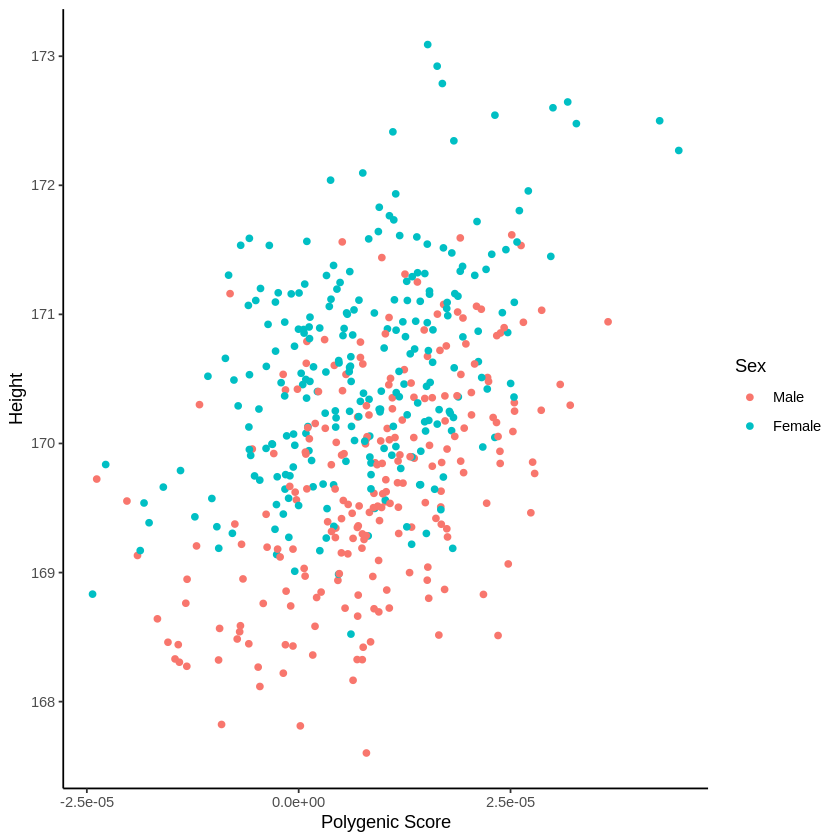 173
172
171
170
169
168
Height
-2.5e-05
0.0e+00
2.5e-05
Polygenic Score
Sex
Male
Female